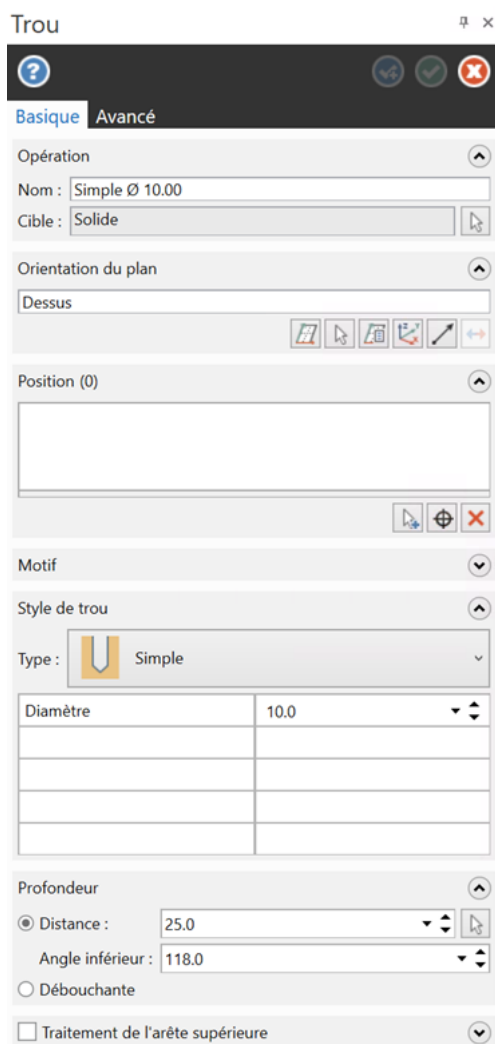 Trou
Basique Avancé
Opération
Nom : Simple Ø 10.00
Cible : Solide
Orientation du plan
Dessus
Position (0)
Motif
Style de trou
Type : Simple
Diamètre 10.0
Profondeur
Distance : 25.0
Angle inférieur : 118.0
Débouchante
Traitement de l'arête supérieure